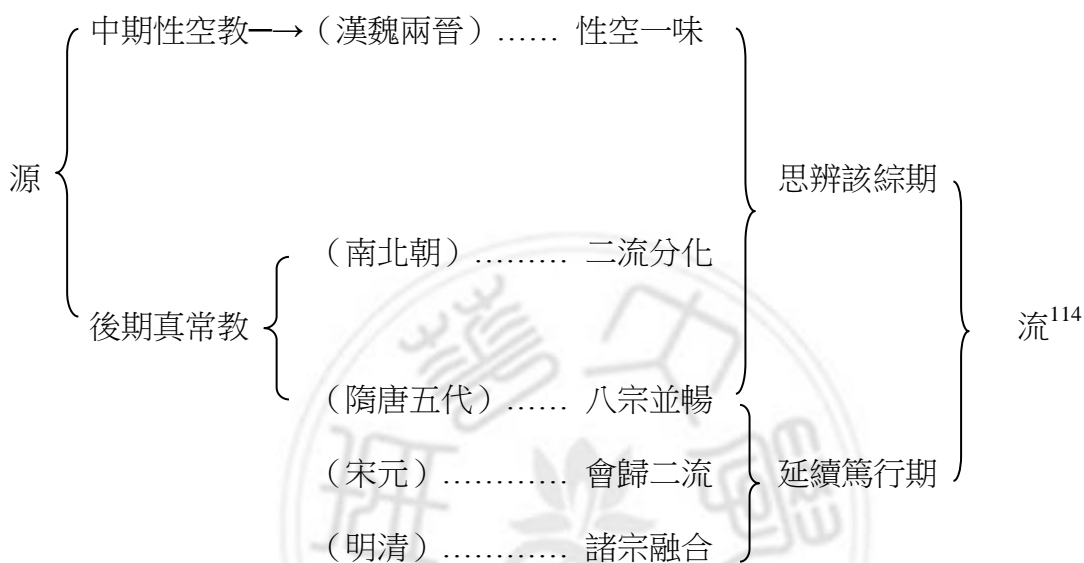 中期性空教─→（漢魏兩晉）…… 性空一味
源 思辨該綜期
（南北朝）……… 二流分化
後期真常教 流114
（隋唐五代）…… 八宗並暢
（宋元）………… 會歸二流 延續篤行期
（明清）………… 諸宗融合